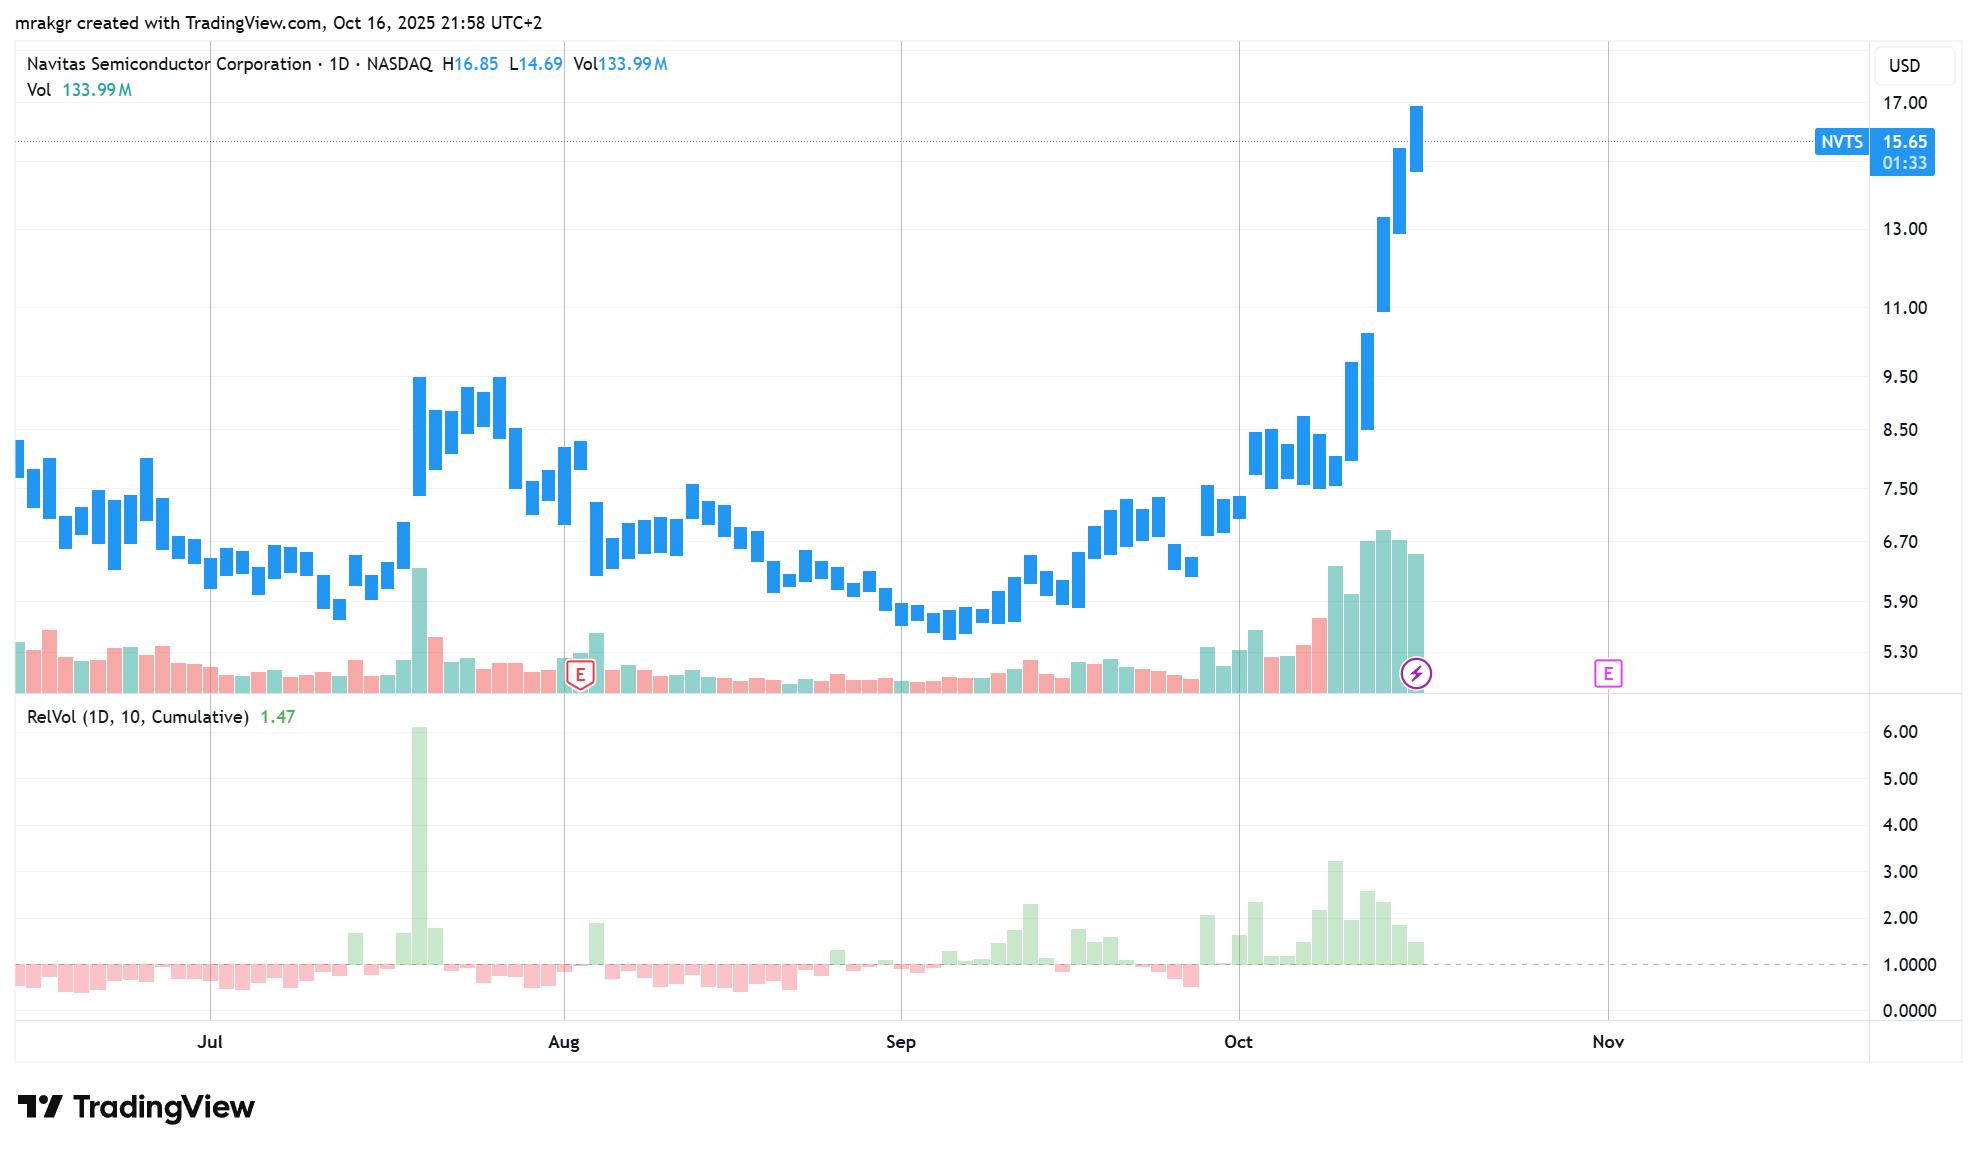 mrakgr created with TradingView.com, Oct 16, 2025 21:58 UTC+2
Navitas Semiconductor Corporation · 1D · NASDAQ H16.85 L14.69 Vol133.99M
Vol 133.99M
USD
17.00
NVTS 15.65
01:33
13.00
11.00
9.50
8.50
7.50
6.70
5.90
5.30
E
E
RelVol (1D, 10, Cumulative) 1.47
6.00
5.00
4.00
3.00
2.00
1.0000
0.0000
Jul Aug Sep Oct Nov
TradingView